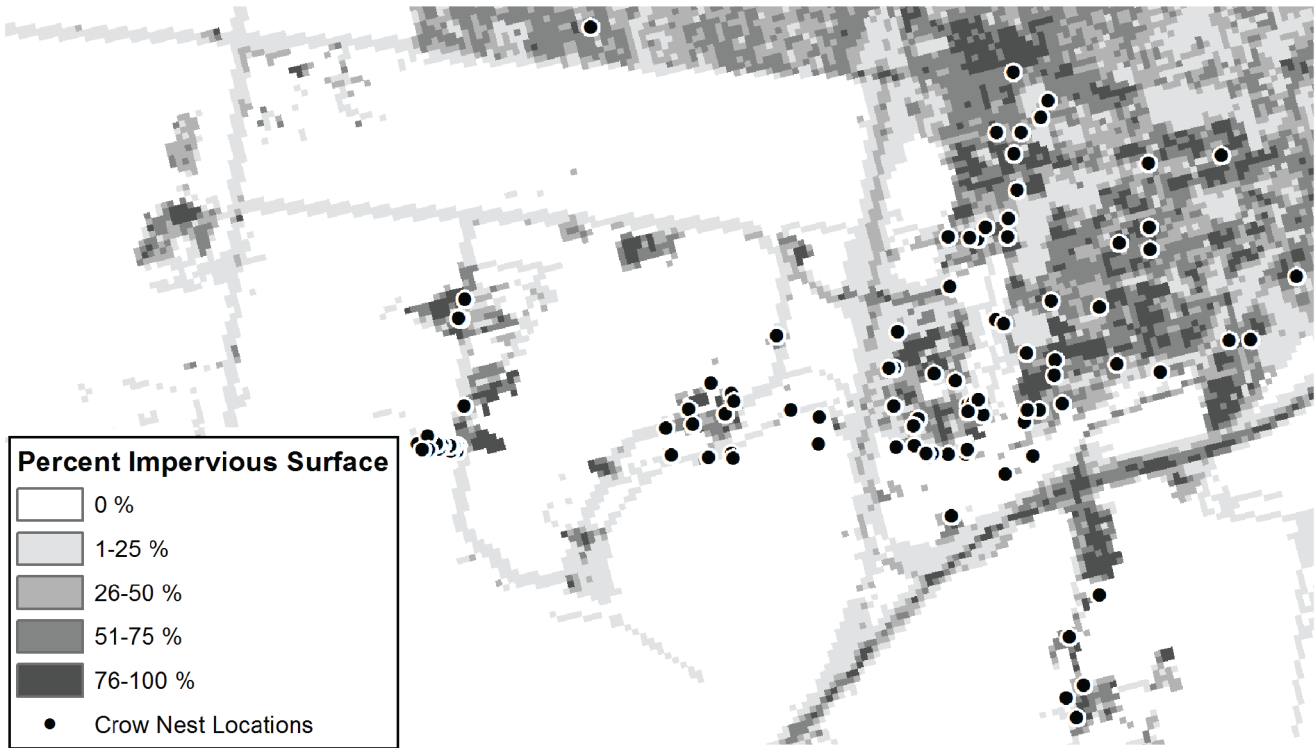 Percent Impervious Surface
0 %
1-25 %
26-50 %
51-75 %
76-100 %
Crow Nest Locations